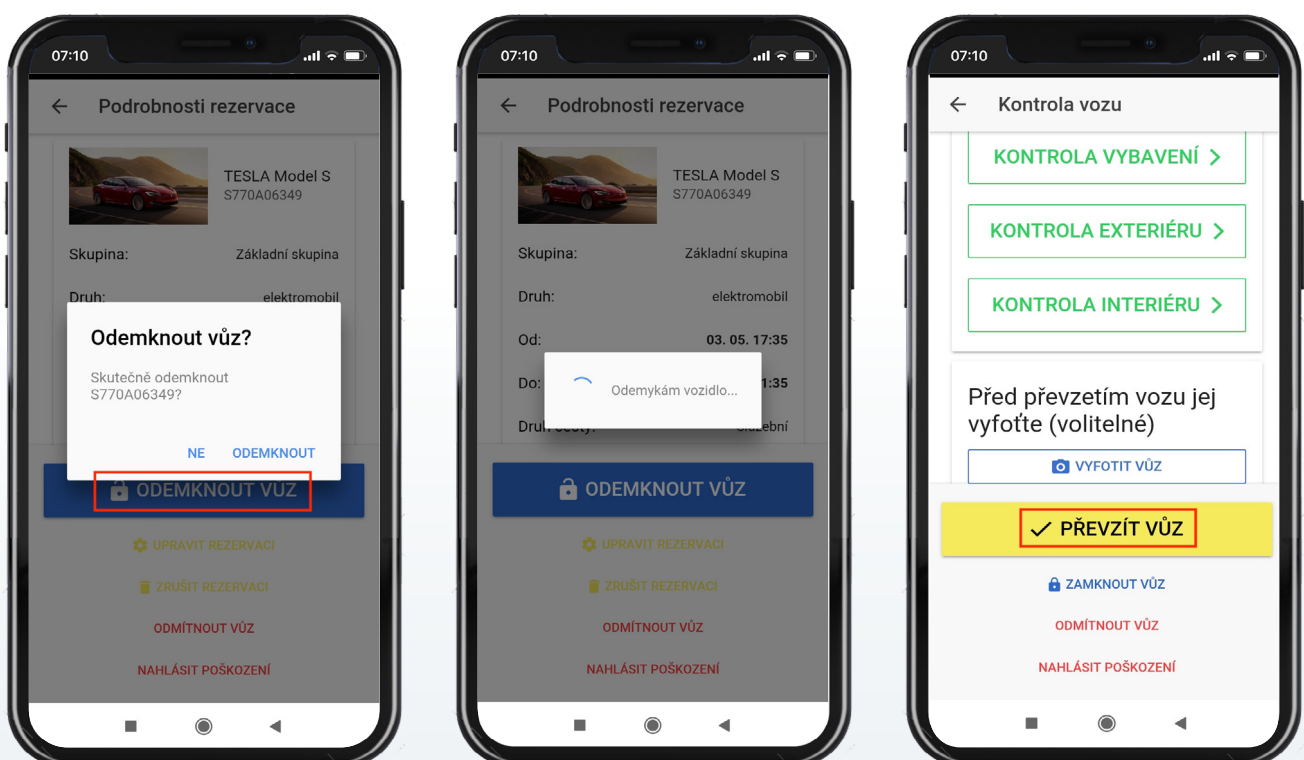 07:10
Podrobnosti rezervace
TESLA Model S
S770A06349
Skupina:
Základní skupina
Druh:
elektromobil
Odemknout vůz?
Skutečně odemknout
S770A06349?
NE
ODEMKNOUT
ODEMKNOUT VŮZ
UPRAVIT REZERVACI
ZRUŠIT REZERVACI
ODMÍTNOUT VŮZ
NAHLÁSIT POŠKOZENÍ
07:10
Podrobnosti rezervace
TESLA Model S
S770A06349
Skupina:
Základní skupina
Druh:
elektromobil
Od:
03. 05. 17:35
Do:
1:35
Odemykám vozidlo...
ODEMKNOUT VŮZ
UPRAVIT REZERVACI
ZRUŠIT REZERVACI
ODMÍTNOUT VŮZ
NAHLÁSIT POŠKOZENÍ
07:10
Kontrola vozu
KONTROLA VYBAVENÍ
KONTROLA EXTERIÉRU
KONTROLA INTERIÉRU
Před převzetím vozu jej
vyfoťte (volitelné)
VYFOTIT VŮZ
PŘEVZÍT VŮZ
ZAMKNOUT VŮZ
ODMÍTNOUT VŮZ
NAHLÁSIT POŠKOZENÍ